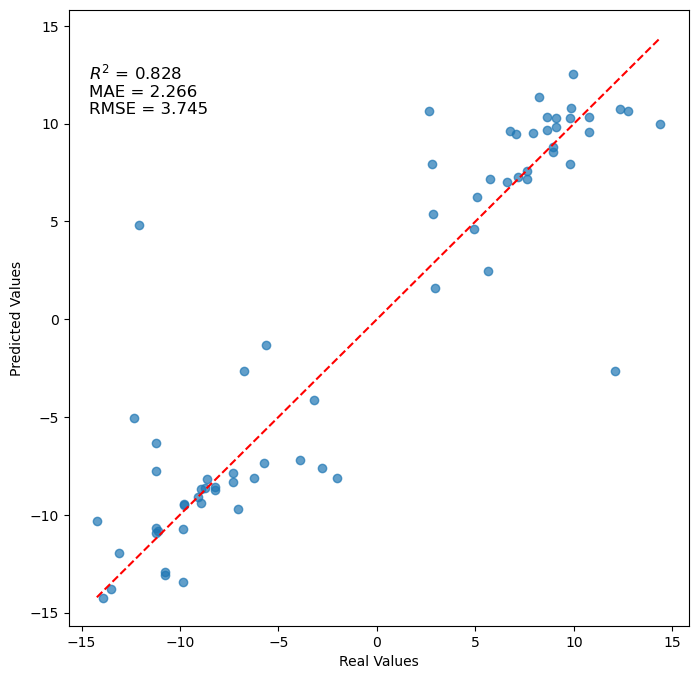 R² = 0.828
MAE = 2.266
RMSE = 3.745
15
10
5
0
−5
−10
−15
Predicted Values
−15
−10
−5
0
5
10
15
Real Values